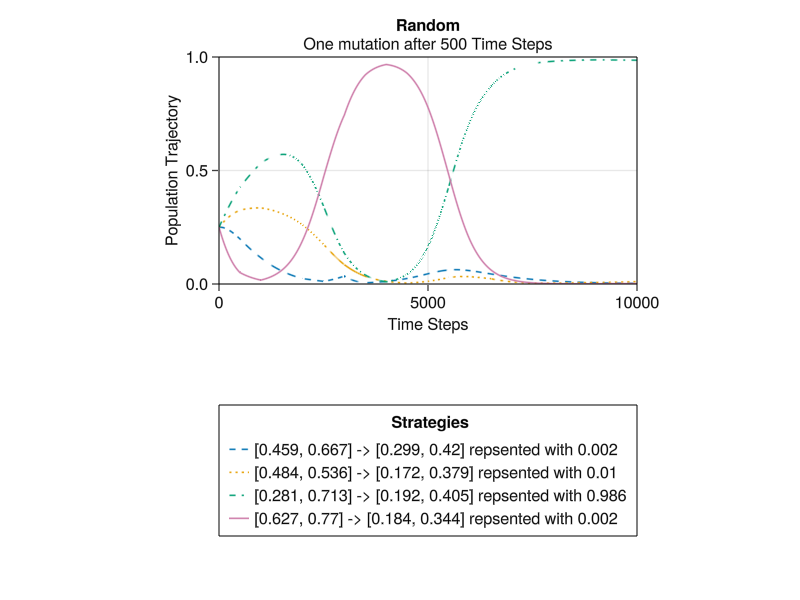 Random
One mutation after 500 Time Steps
Population Trajectory
1.0
0.5
0.0
0
5000
10000
Time Steps
Strategies
[0.459, 0.667] -> [0.299, 0.42] repsented with 0.002
[0.484, 0.536] -> [0.172, 0.379] repsented with 0.01
[0.281, 0.713] -> [0.192, 0.405] repsented with 0.986
[0.627, 0.77] -> [0.184, 0.344] repsented with 0.002